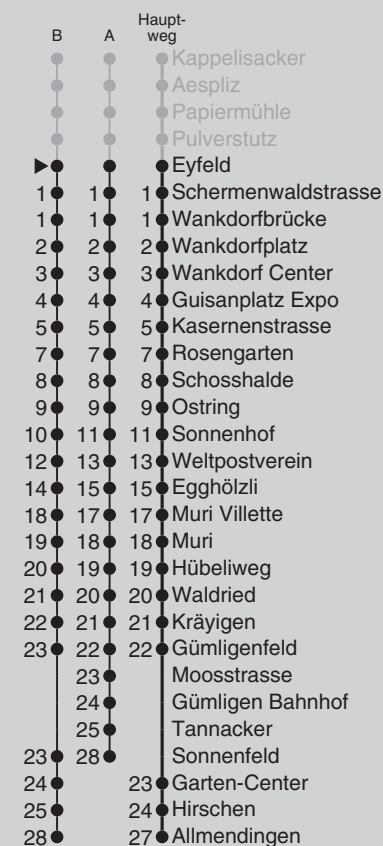 Haupt-
B A weg
Kappelisacker
Aespliz
Papiermühle
Pulverstutz
Eyfeld
1 1 1 Schermenwaldstrasse
1 1 1 Wankdorfbrücke
2 2 2 Wankdorfplatz
3 3 3 Wankdorf Center
4 4 4 Guisanplatz Expo
5 5 5 Kasernenstrasse
7 7 7 Rosengarten
8 8 8 Schosshalde
9 9 9 Ostring
10 11 11 Sonnenhof
12 13 13 Weltpostverein
14 15 15 Egghölzli
18 17 17 Muri Villette
19 18 18 Muri
20 19 19 Hübeliweg
21 20 20 Waldried
22 21 21 Kräyigen
23 22 22 Gümligenfeld
23 Moosstrasse
24 Gümligen Bahnhof
25 Tannacker
23 28 Sonnenfeld
24 23 Garten-Center
25 24 Hirschen
28 27 Allmendingen